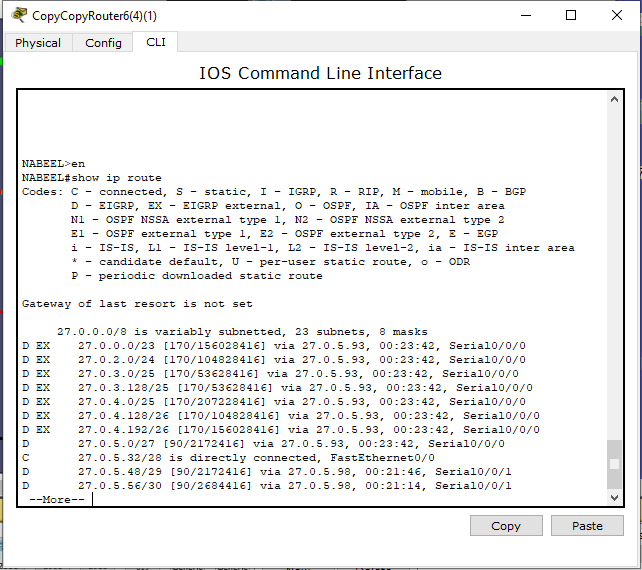 CopyCopyRouter6(4)(1)
Physical Config CLI
IOS Command Line Interface
NABEEL>en
NABEEL#show ip route
Codes: C - connected, S - static, I - IGRP, R - RIP, M - mobile, B - BGP
D - EIGRP, EX - EIGRP external, O - OSPF, IA - OSPF inter area
N1 - OSPF NSSA external type 1, N2 - OSPF NSSA external type 2
E1 - OSPF external type 1, E2 - OSPF external type 2, E - EGP
i - IS-IS, L1 - IS-IS level-1, L2 - IS-IS level-2, ia - IS-IS inter area
* - candidate default, U - per-user static route, o - ODR
P - periodic downloaded static route
Gateway of last resort is not set
27.0.0.0/8 is variably subnetted, 23 subnets, 8 masks
D EX 27.0.0.0/23 [170/15602841​6] via 27.0.5.93, 00:23:42, Serial0/0/0
D EX 27.0.2.0/24 [170/104828416] via 27.0.5.93, 00:23:42, Serial0/0/0
D EX 27.0.3.0/25 [170/53628416] via 27.0.5.93, 00:23:42, Serial0/0/0
D EX 27.0.3.128/25 [170/53628416] via 27.0.5.93, 00:23:42, Serial0/0/0
D EX 27.0.4.0/25 [170/207228416] via 27.0.5.93, 00:23:42, Serial0/0/0
D EX 27.0.4.128/26 [170/104828416] via 27.0.5.93, 00:23:42, Serial0/0/0
D EX 27.0.4.192/26 [170/156028416] via 27.0.5.93, 00:23:42, Serial0/0/0
D 27.0.5.0/27 [90/2172416] via 27.0.5.93, 00:23:42, Serial0/0/0
C 27.0.5.32/28 is directly connected, FastEthernet0/0
D 27.0.5.48/29 [90/2172416] via 27.0.5.98, 00:21:46, Serial0/0/1
D 27.0.5.56/30 [90/2684416] via 27.0.5.98, 00:21:14, Serial0/0/1
--More--
Copy Paste